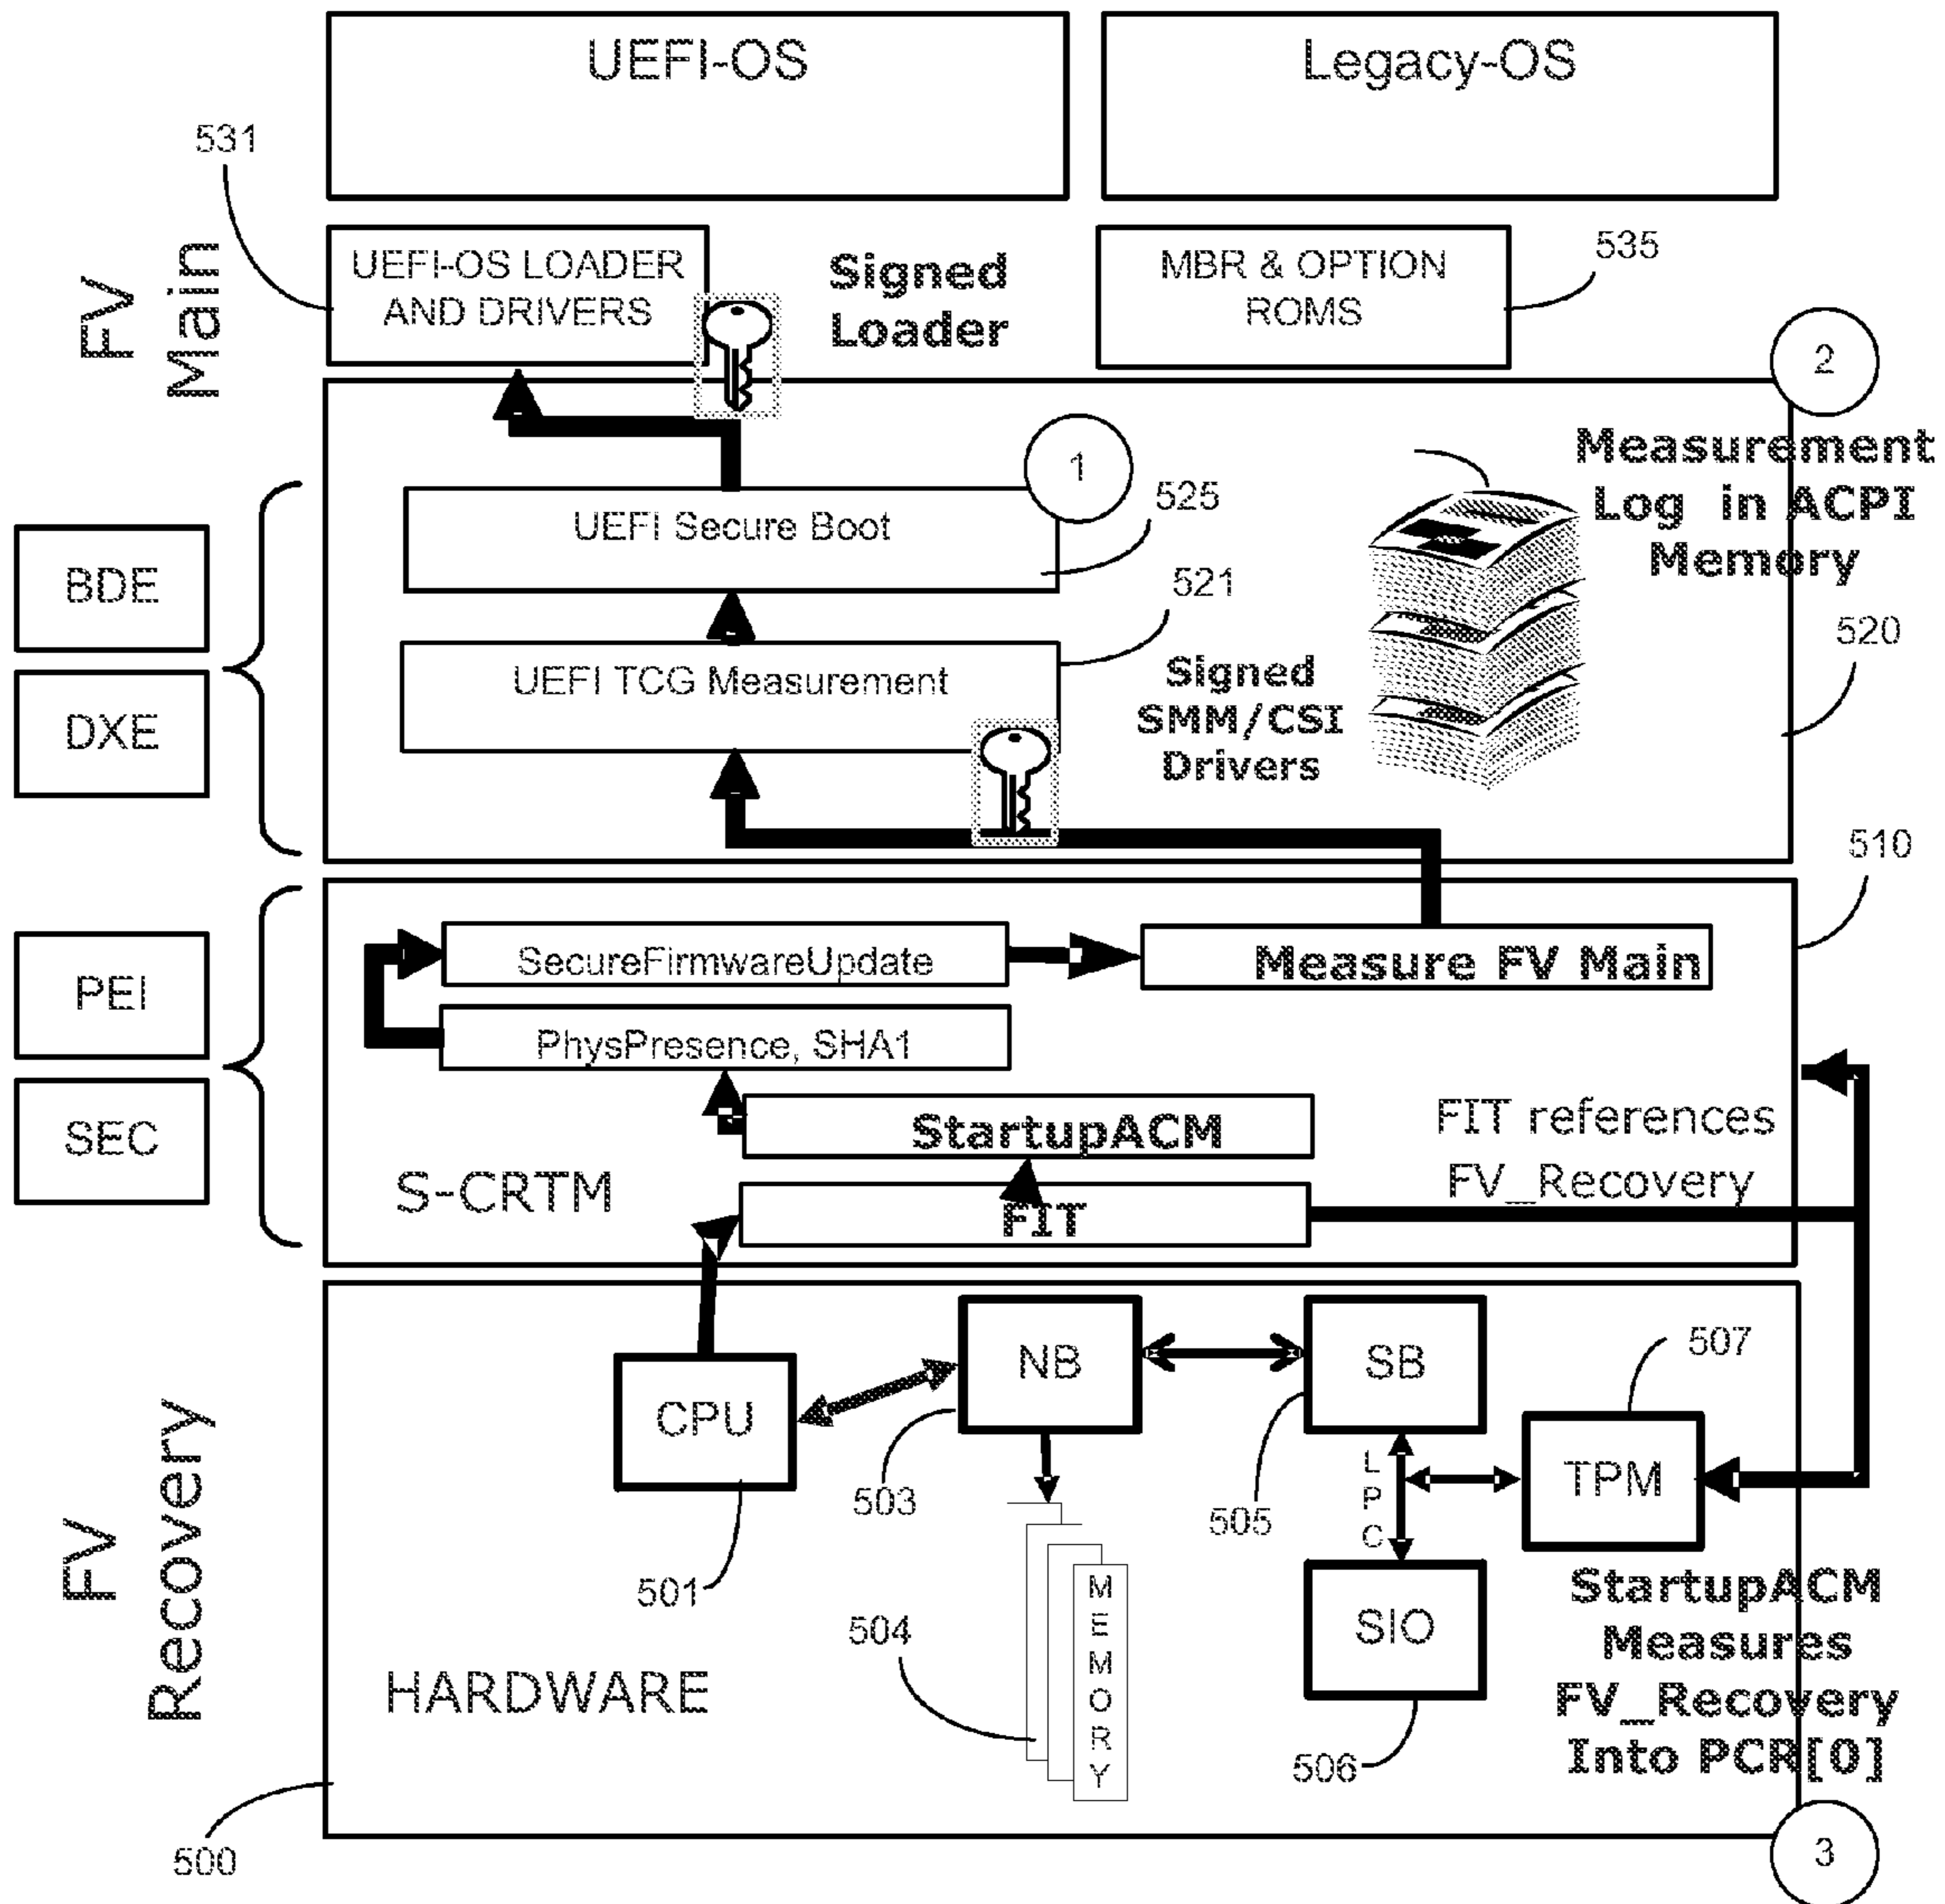 UEFI-OS
Legacy-OS
531
FV
Main
UEFI-OS LOADER
AND DRIVERS
Signed
Loader
MBR & OPTION
ROMS
535
2
1
Measurement
Log in ACPI
Memory
525
UEFI Secure Boot
BDE
521
UEFI TCG Measurement
520
DXE
Signed
SMM/CSI
Drivers
510
SecureFirmwareUpdate
Measure FV Main
PEI
PhysPresence, SHA1
SEC
StartupACM
FIT references
FV_Recovery
S-CRTM
FIT
FV
Recovery
CPU
NB
SB
507
TPM
503
505
LPC
501
MEMORY
504
SIO
506
StartupACM
Measures
FV_Recovery
Into PCR[0]
HARDWARE
500
3